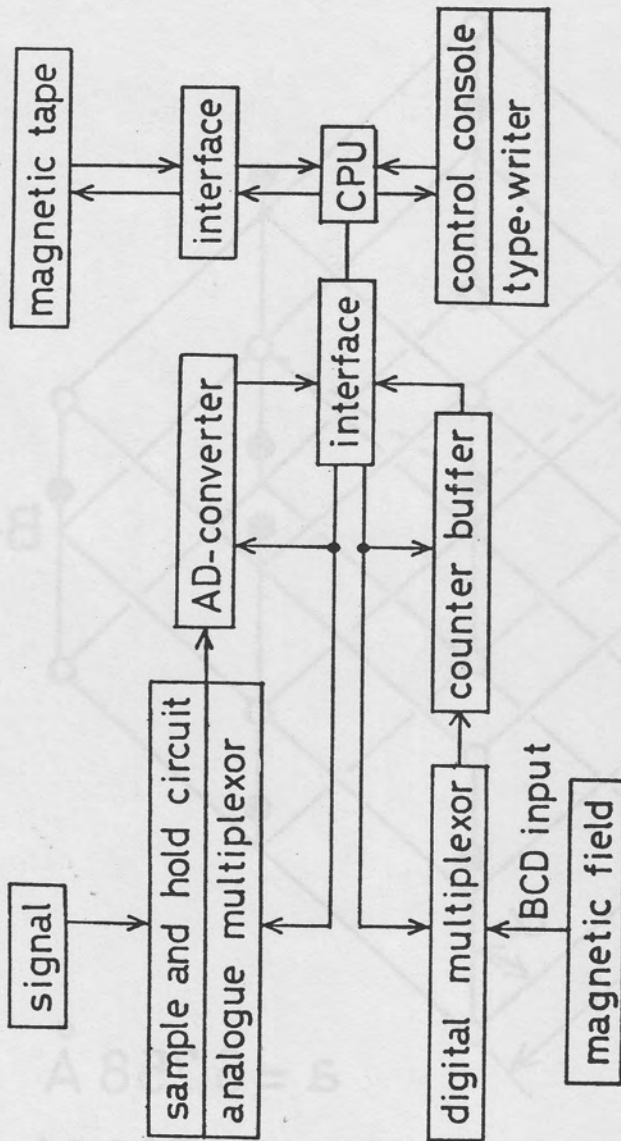 signal
sample and hold circuit
analogue multiplexor
AD-converter
magnetic tape
interface
interface
CPU
digital multiplexor
counter buffer
control console
type·writer
BCD input
magnetic field